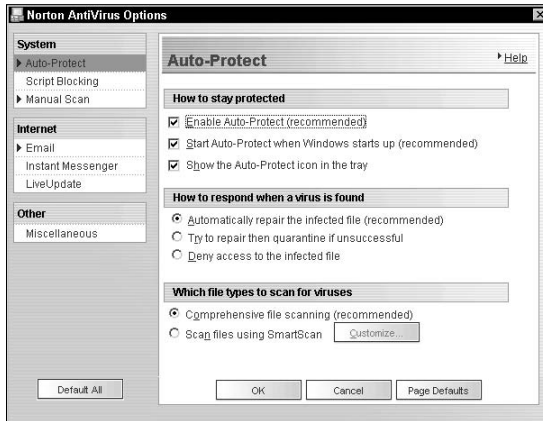 Norton AntiVirus Options
System
Auto-Protect
Script Blocking
Manual Scan
Internet
Email
Instant Messenger
LiveUpdate
Other
Miscellaneous
Default All
Auto-Protect
Help
How to stay protected
Enable Auto-Protect (recommended)
Start Auto-Protect when Windows starts up (recommended)
Show the Auto-Protect icon in the tray
How to respond when a virus is found
Automatically repair the infected file (recommended)
Try to repair then quarantine if unsuccessful
Deny access to the infected file
Which file types to scan for viruses
Comprehensive file scanning (recommended)
Scan files using SmartScan Customize...
OK Cancel Page Defaults